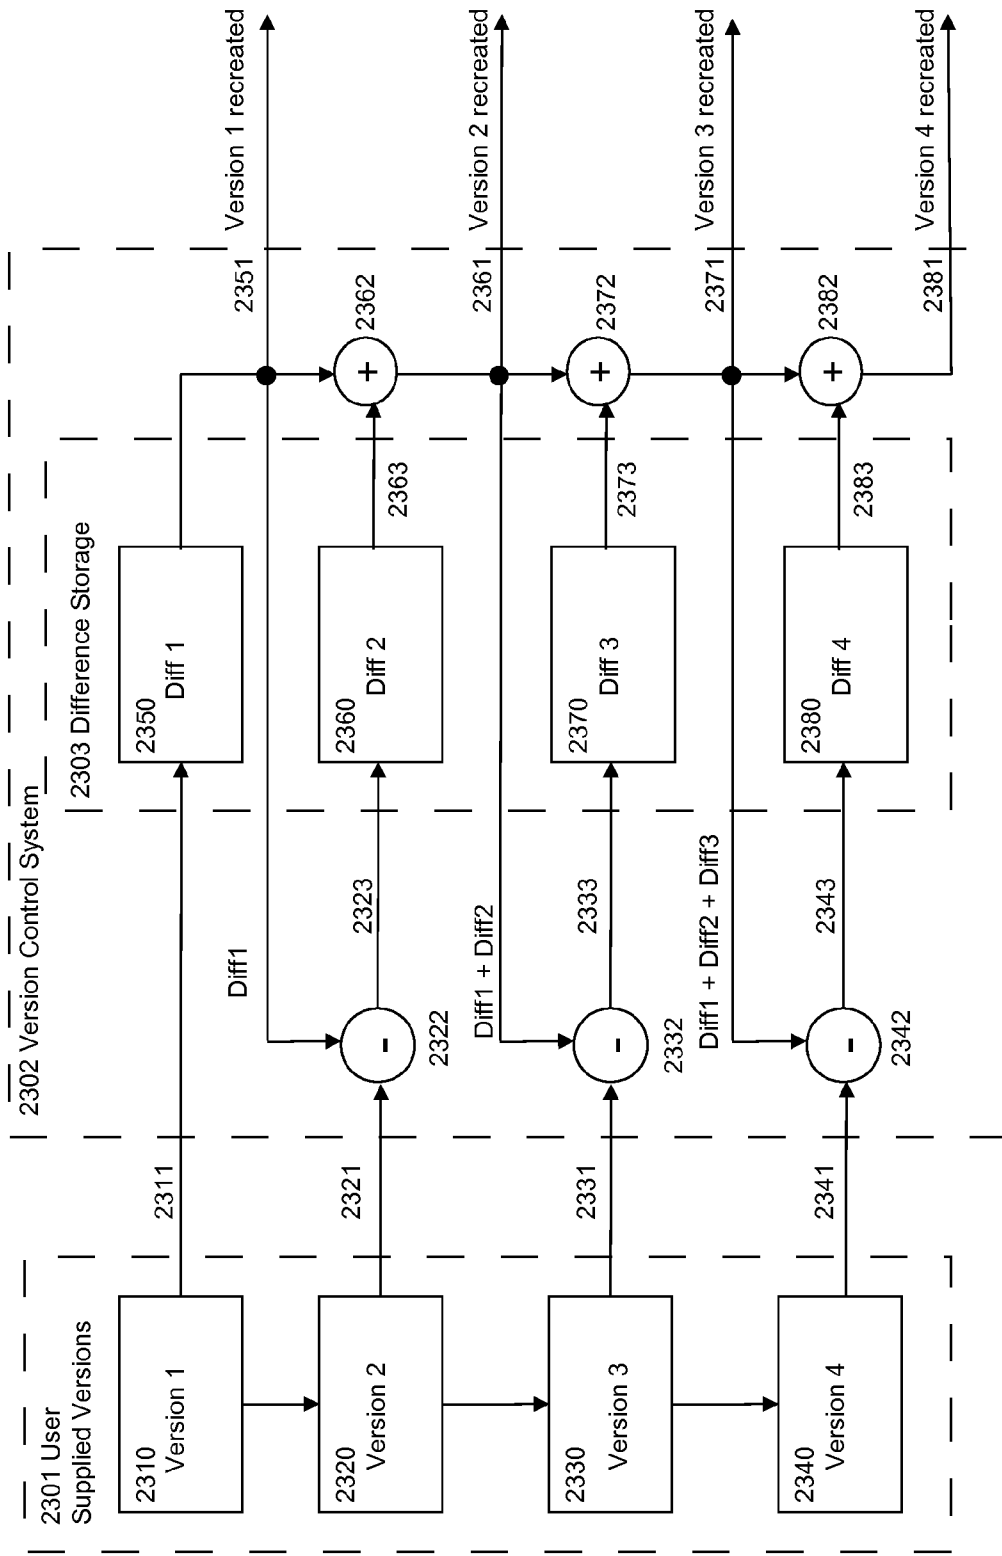 2301 User
Supplied Versions
2310
Version 1
2320
Version 2
2330
Version 3
2340
Version 4
2311
2321
2331
2341
2302 Version Control System
Diff1
2322
2323
Diff1 + Diff2
2332
2333
Diff1 + Diff2 + Diff3
2342
2343
-
-
-
2303 Difference Storage
2350
Diff 1
2360
Diff 2
2370
Diff 3
2380
Diff 4
2363
2373
2383
+
+
+
2351
2362
2361
2372
2371
2382
2381
Version 1 recreated
Version 2 recreated
Version 3 recreated
Version 4 recreated